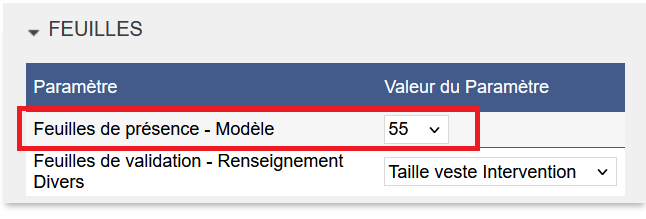 FEUILLES
Paramètre Valeur du Paramètre
Feuilles de présence - Modèle 55
Feuilles de validation - Renseignement
Divers Taille veste Intervention